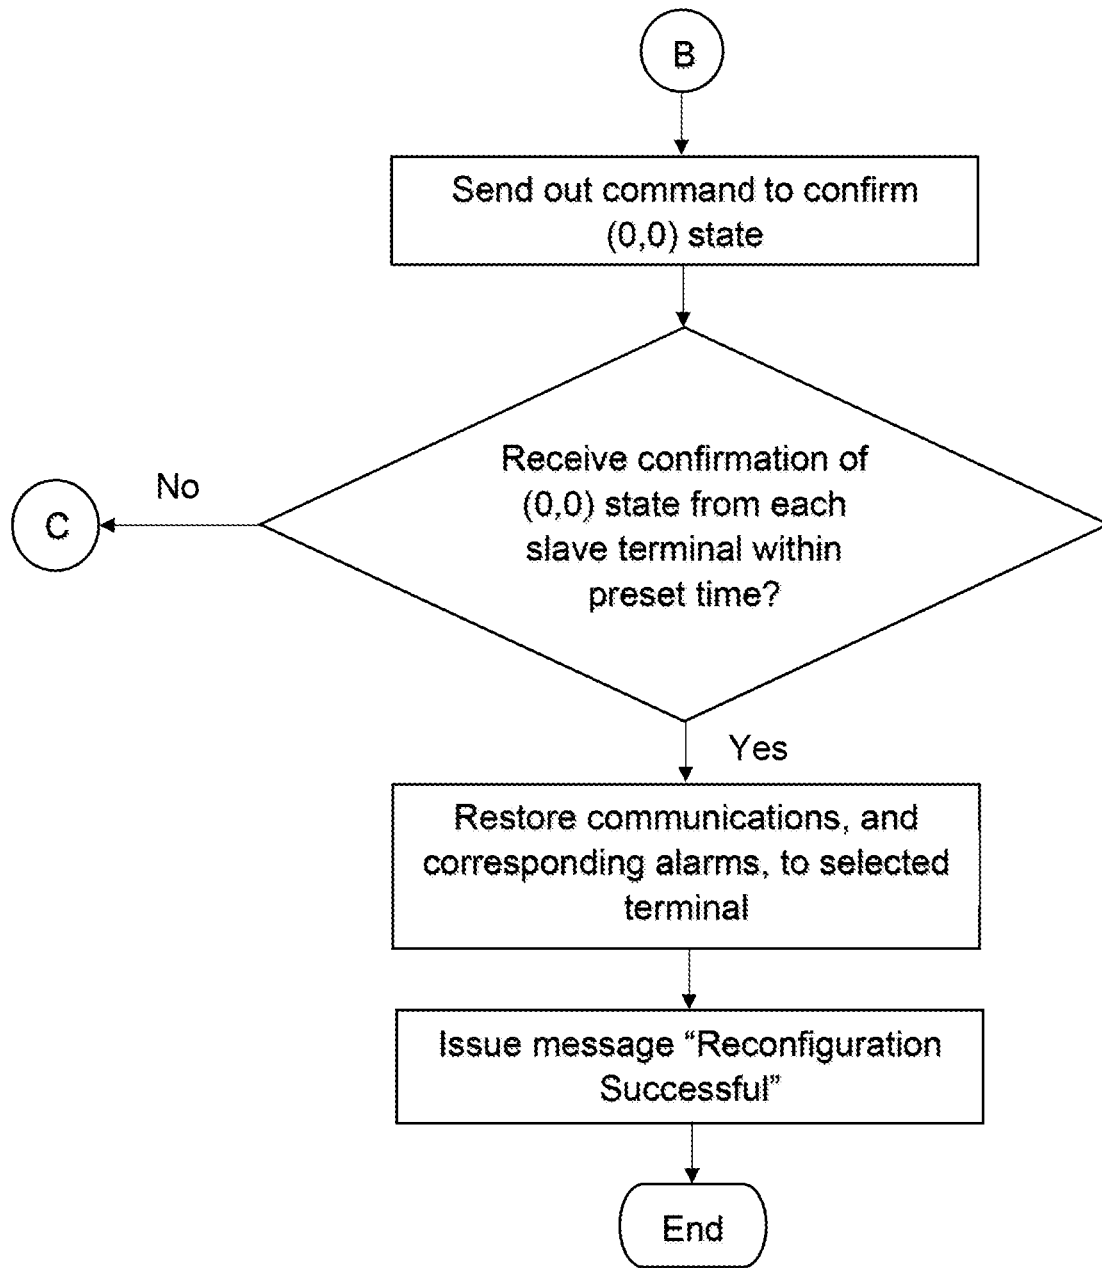 B
Send out command to confirm
(0,0) state
Receive confirmation of
(0,0) state from each
slave terminal within
preset time?
No
C
Yes
Restore communications, and
corresponding alarms, to selected
terminal
Issue message “Reconfiguration
Successful”
End